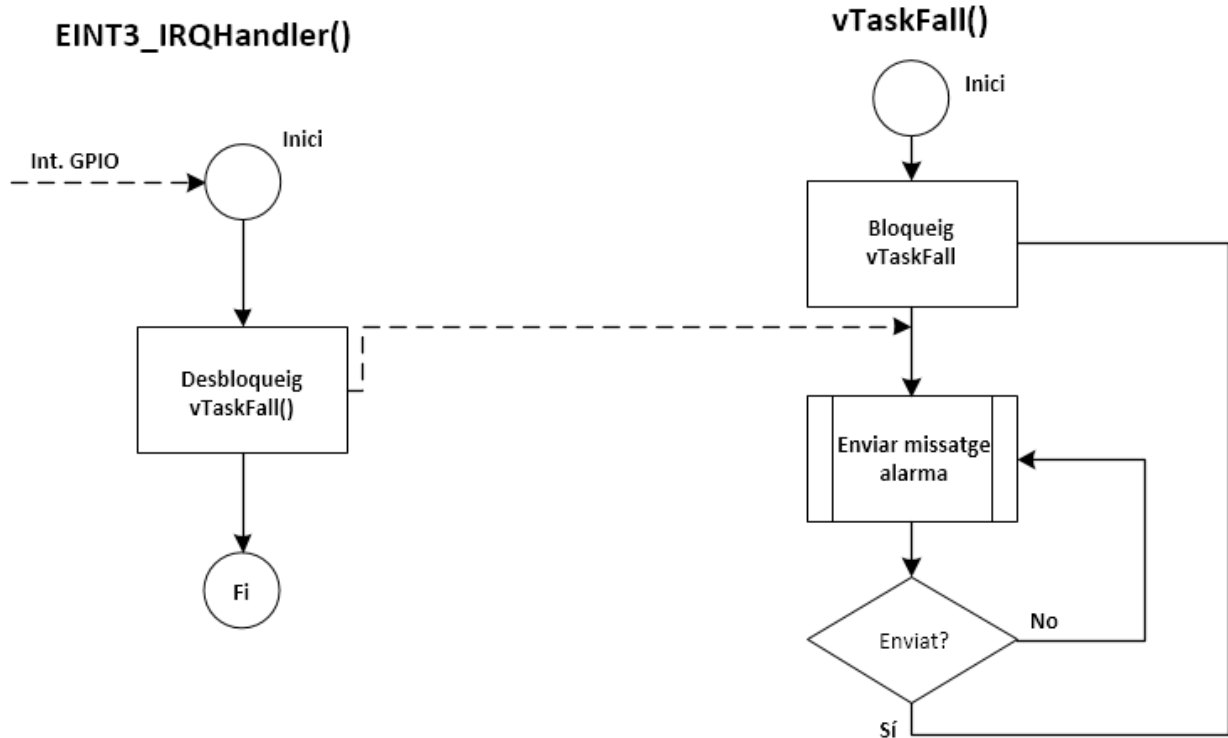 EINT3_IRQHandler()
Inici
Int. GPIO
Desbloqueig
vTaskFall()
Fi
vTaskFall()
Inici
Bloqueig
vTaskFall
Enviar missatge
alarma
Enviat?
No
Sí